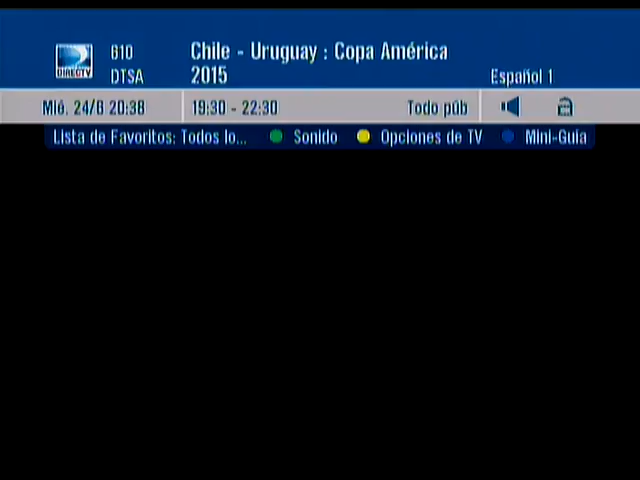 DIRECTV
610
DTSA
Chile - Uruguay : Copa América
2015
Español 1
Mié. 24/6 20:38
19:30 - 22:30
Todo púb
Lista de Favoritos: Todos lo...
Sonido
Opciones de TV
Mini-Guia